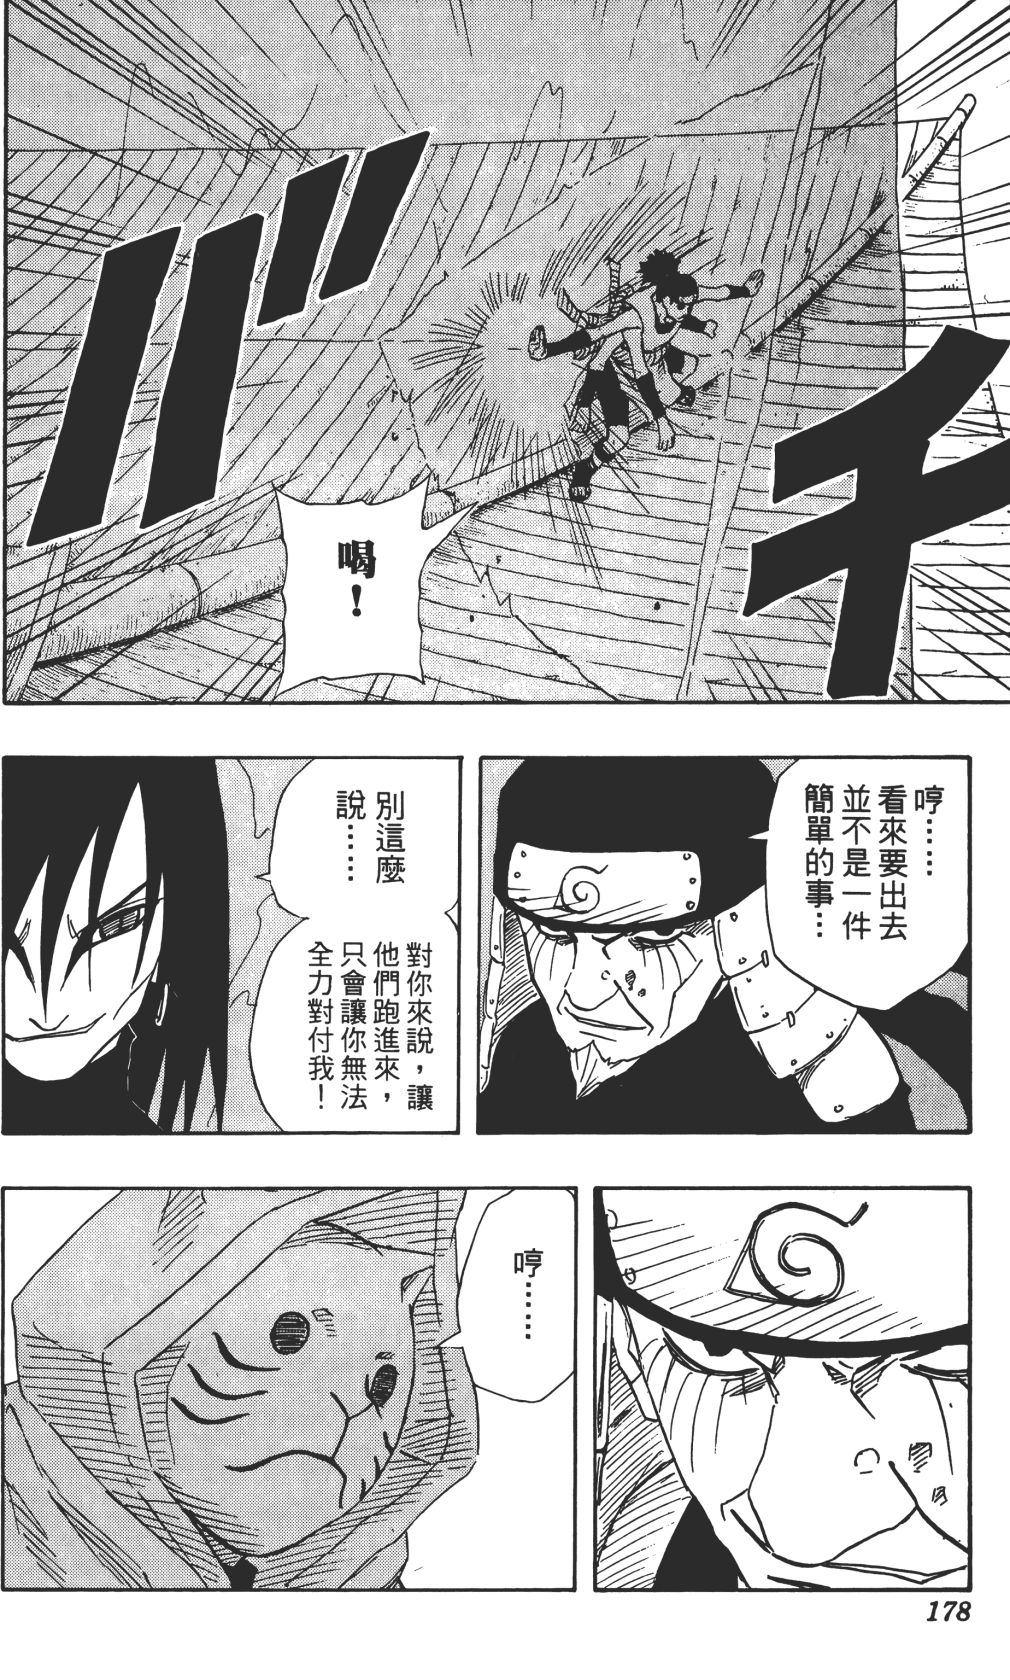 バチ
喝！
哼……
看來要出去
並不是一件
簡單的事…
別這麼
說……
對你來說，讓
他們跑進來，
只會讓你無法
全力對付我！
哼……
178